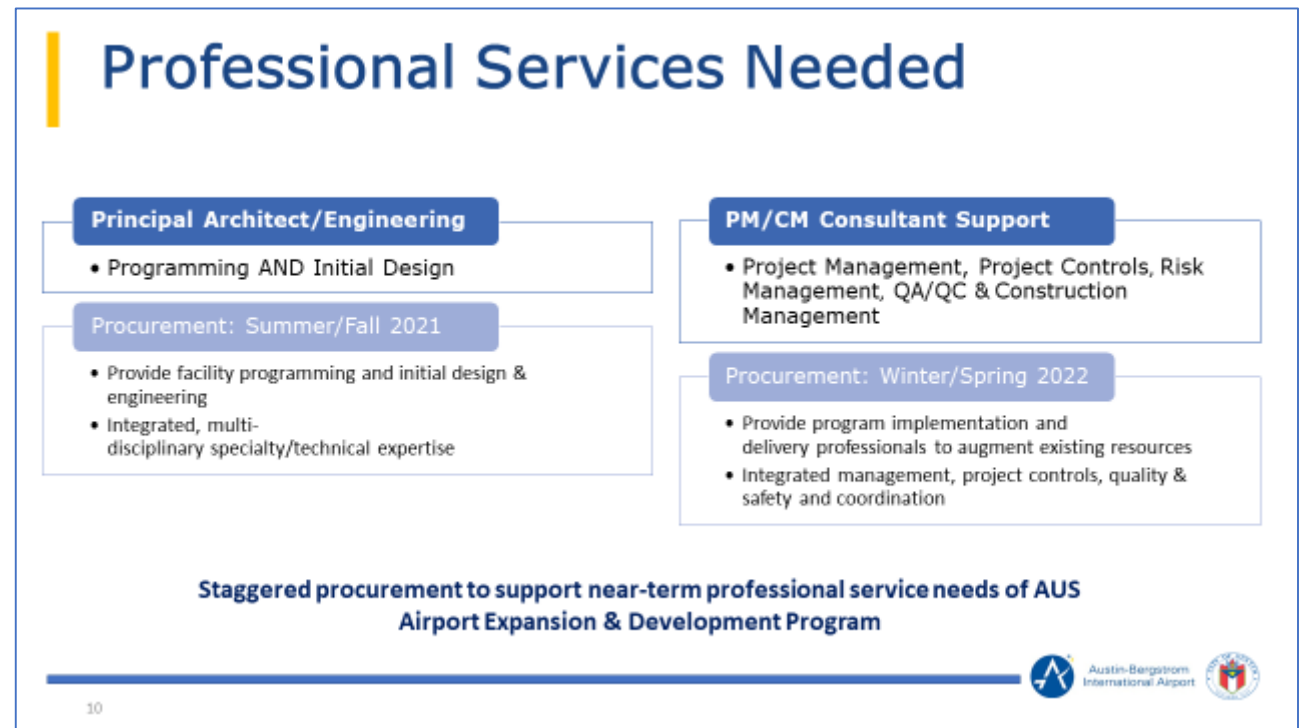 Professional Services Needed
Principal Architect/Engineering
• Programming AND Initial Design
Procurement: Summer/Fall 2021
• Provide facility programming and initial design &
engineering
• Integrated, multi-
disciplinary specialty/technical expertise
PM/CM Consultant Support
• Project Management, Project Controls, Risk
Management, QA/QC & Construction
Management
Procurement: Winter/Spring 2022
• Provide program implementation and
delivery professionals to augment existing resources
• Integrated management, project controls, quality &
safety and coordination
Staggered procurement to support near-term professional service needs of AUS
Airport Expansion & Development Program
Austin-Bergstrom
International Airport
10